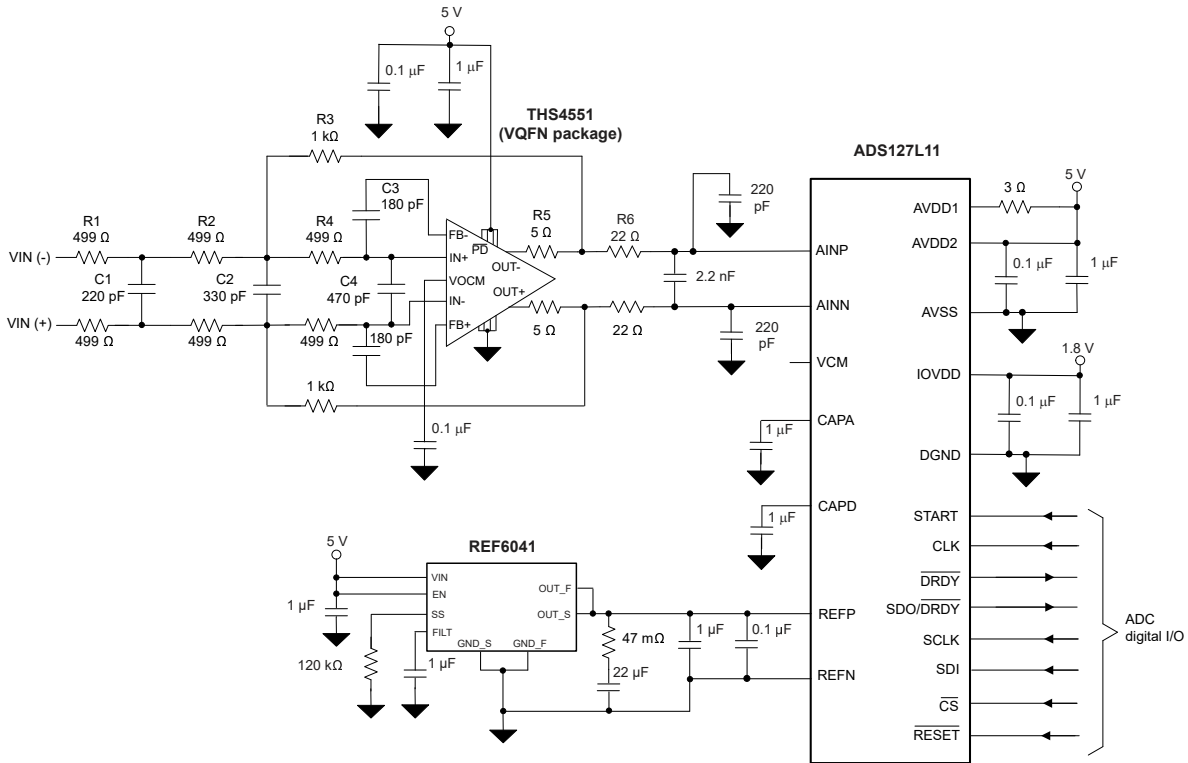 5 V
0.1 μF
1 μF
THS4551
(VQFN package)
R3
1 kΩ
ADS127L11
C3
180 pF
220
pF
3 Ω
5 V
AVDD1
R1
499 Ω
R2
499 Ω
R4
499 Ω
FB-
PD
R5
5 Ω
R6
22 Ω
AVDD2
VIN (-)
IN+
OUT-
AINP
0.1 μF
1 μF
C1
220 pF
C2
330 pF
C4
470 pF
VOCM
2.2 nF
OUT+
VIN (+)
IN-
AINN
AVSS
499 Ω
499 Ω
499 Ω
180 pF
FB+
5 Ω
22 Ω
220
pF
1.8 V
VCM
IOVDD
1 kΩ
0.1 μF
1 μF
0.1 μF
1 μF
CAPA
DGND
1 μF
CAPD
START
5 V
REF6041
CLK
VIN
EN
SS
FILT
OUT_F
OUT_S
GND_S
GND_F
1 μF
120 kΩ
1 μF
47 mΩ
22 μF
1 μF
0.1 μF
REFP
REFN
DRDY
SDO/DRDY
SCLK
SDI
CS
RESET
ADC
digital I/O